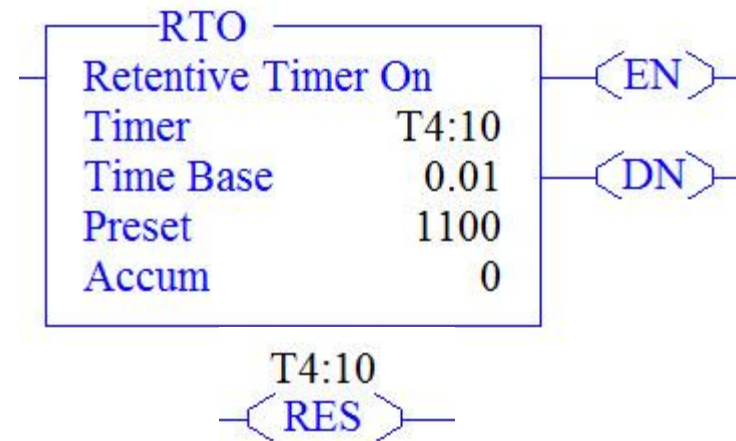 RTO
Retentive Timer On
EN
Timer T4:10
Time Base 0.01
DN
Preset 1100
Accum 0
T4:10
RES